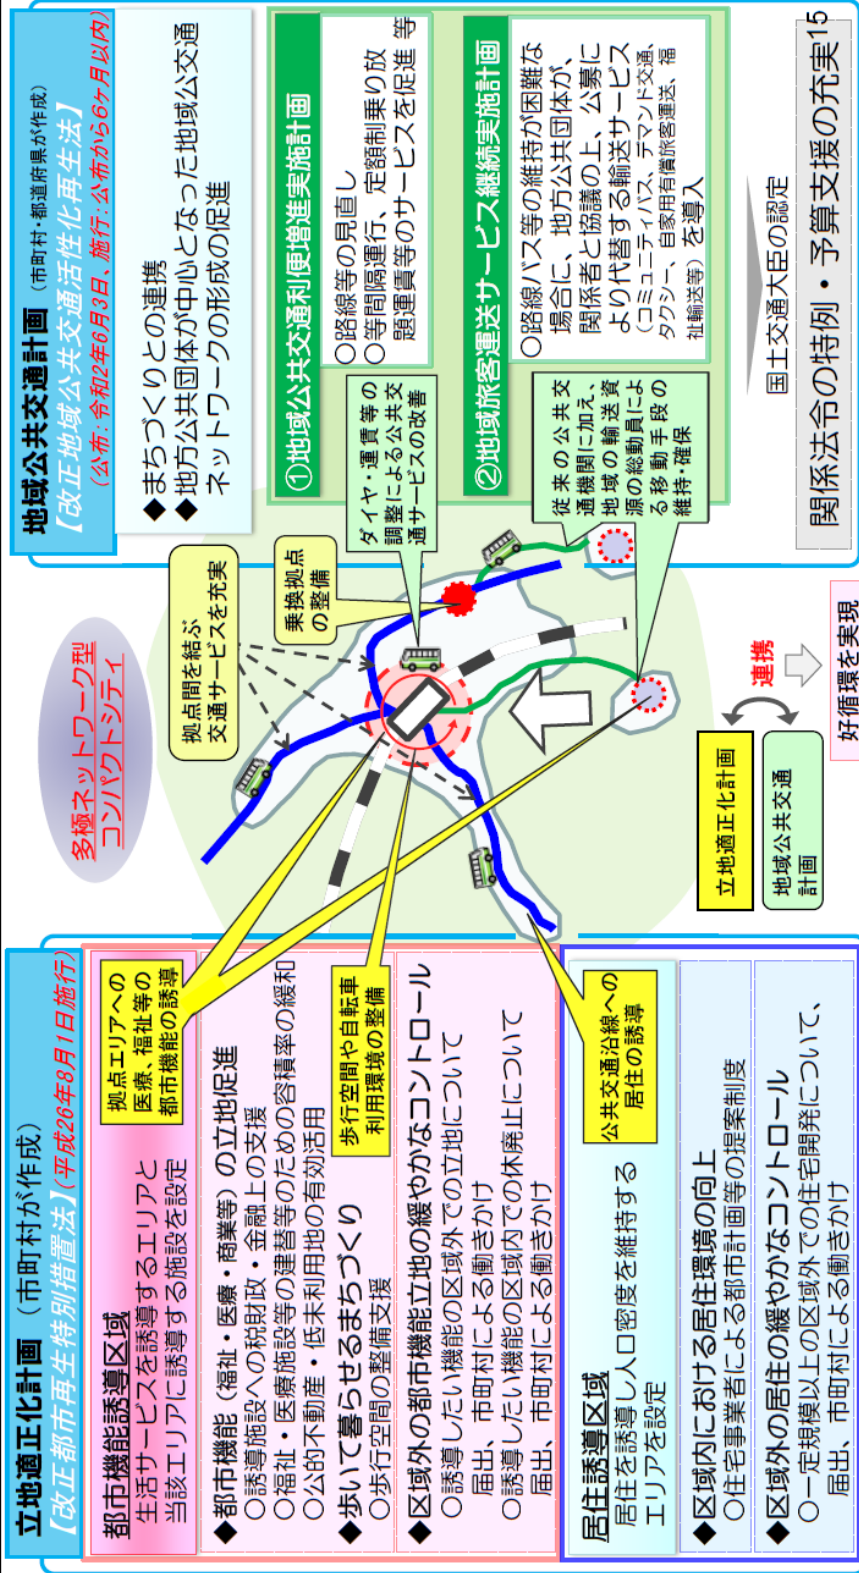 立地適正化計画（市町村が作成）
【改正都市再生特別措置法】(平成26年8月1日施行)
都市機能誘導区域
生活サービスを誘導するエリアと
当該エリアに誘導する施設を設定
◆都市機能（福祉・医療・商業等）の立地促進
○誘導施設への税財政・金融上の支援
○福祉・医療施設等の建替等のための容積率の緩和
○公的不動産・低未利用地の有効活用
◆歩いて暮らせるまちづくり
○歩行空間の整備支援
◆区域外の都市機能立地の緩やかなコントロール
○誘導したい機能の区域外での立地について
届出、市町村による働きかけ
○誘導したい機能の区域内での休廃止について
届出、市町村による働きかけ
居住誘導区域
居住を誘導し人口密度を維持する
エリアを設定
◆区域内における居住環境の向上
○住宅事業者による都市計画等の提案制度
◆区域外の居住の緩やかなコントロール
○一定規模以上の区域外での住宅開発について、
届出、市町村による働きかけ
拠点エリアへの
医療、福祉等の
都市機能の誘導
歩行空間や自転車
利用環境の整備
公共交通沿線への
居住の誘導
多極ネットワーク型
コンパクトシティ
拠点間を結ぶ
交通サービスを充実
乗換拠点
の整備
ダイヤ・運賃等の
調整による公共交
通サービスの改善
従来の公共交
通機関に加え、
地域の輸送資
源の総動員によ
る移動手段の
維持・確保
立地適正化計画
地域公共交通
計画
連携
好循環を実現
地域公共交通計画（市町村・都道府県が作成）
【改正地域公共交通活性化再生法】
(公布：令和2年6月3日、施行：公布から6ヶ月以内)
◆まちづくりとの連携
◆地方公共団体が中心となった地域公共交通
ネットワークの形成の促進
①地域公共交通利便増進実施計画
○路線等の見直し
○等間隔運行、定額制乗り放
題運賃等のサービスを促進 等
②地域旅客運送サービス継続実施計画
○路線バス等の維持が困難な
場合に、地方公共団体が、
関係者と協議の上、公募に
より代替する輸送サービス
（コミュニティバス、デマンド交通、
タクシー、自家用有償旅客運送、福
祉輸送等）を導入
国土交通大臣の認定
関係法令の特例・予算支援の充実
15